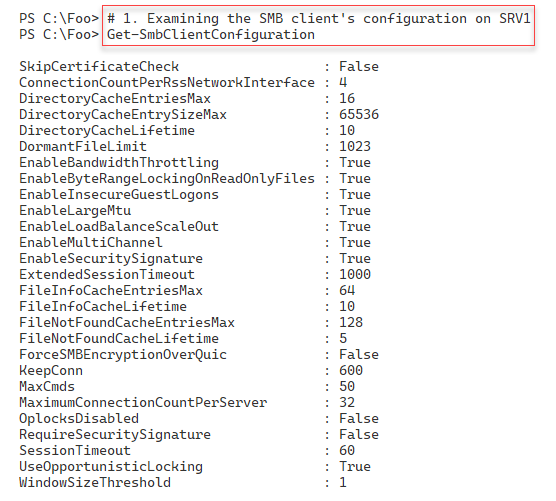 PS C:\Foo> # 1. Examining the SMB client's configuration on SRV1
PS C:\Foo> Get-SmbClientConfiguration
SkipCertificateCheck : False
ConnectionCountPerRssNetworkInterface : 4
DirectoryCacheEntriesMax : 16
DirectoryCacheEntrySizeMax : 65536
DirectoryCacheLifetime : 10
DormantFileLimit : 1023
EnableBandwidthThrottling : True
EnableByteRangeLockingOnReadOnlyFiles : True
EnableInsecureGuestLogons : True
EnableLargeMtu : True
EnableLoadBalanceScaleOut : True
EnableMultiChannel : True
EnableSecuritySignature : True
ExtendedSessionTimeout : 1000
FileInfoCacheEntriesMax : 64
FileInfoCacheLifetime : 10
FileNotFoundCacheEntriesMax : 128
FileNotFoundCacheLifetime : 5
ForceSMBEncryptionOverQuic : False
KeepConn : 600
MaxCmds : 50
MaximumConnectionCountPerServer : 32
OplocksDisabled : False
RequireSecuritySignature : False
SessionTimeout : 60
UseOpportunisticLocking : True
WindowSizeThreshold : 1